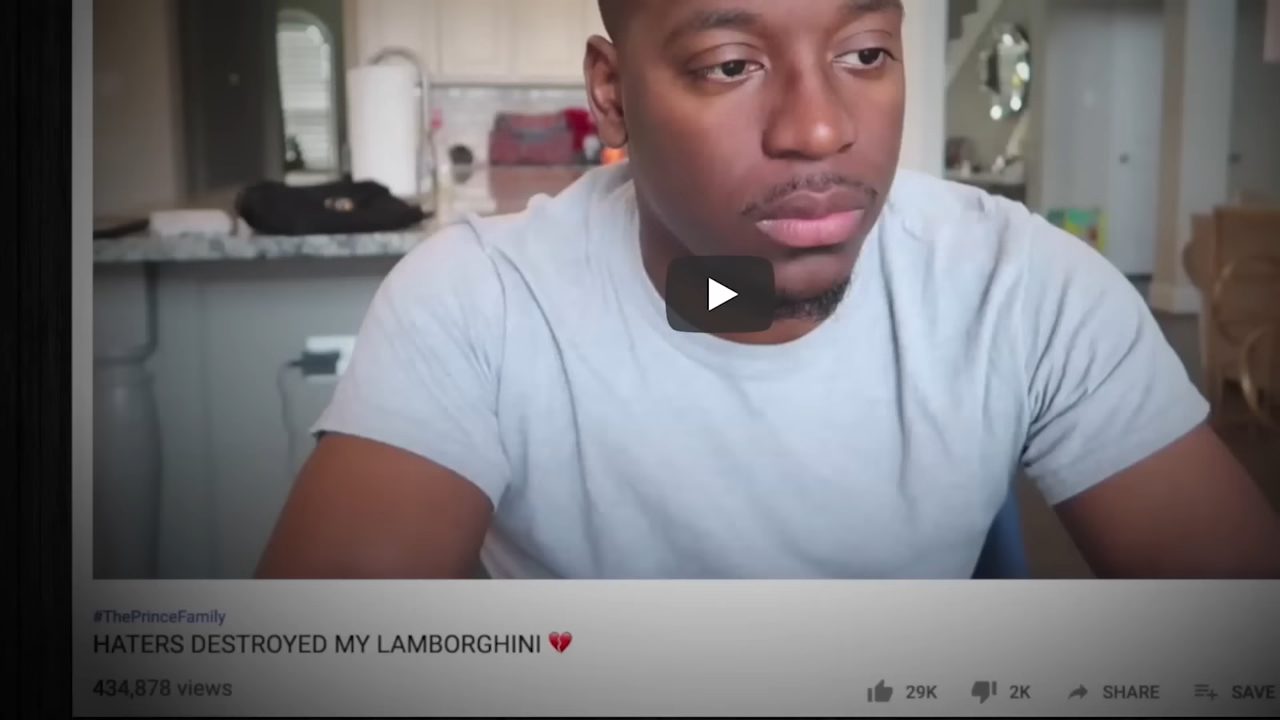 #ThePrinceFamily
HATERS DESTROYED MY LAMBORGHINI 💔
434,878 views
29K
2K
SHARE
SAVE